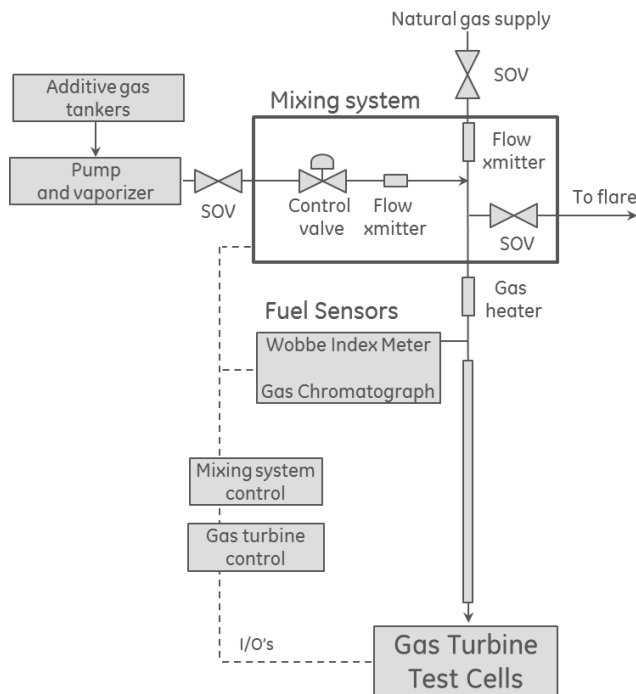 Natural gas supply
SOV
Additive gas
tankers
Mixing system
Flow
xmitter
Pump
and vaporizer
SOV
Control
valve
Flow
xmitter
SOV
To flare
Gas
heater
Fuel Sensors
Wobbe Index Meter
Gas Chromatograph
Mixing system
control
Gas turbine
control
I/O's
Gas Turbine
Test Cells